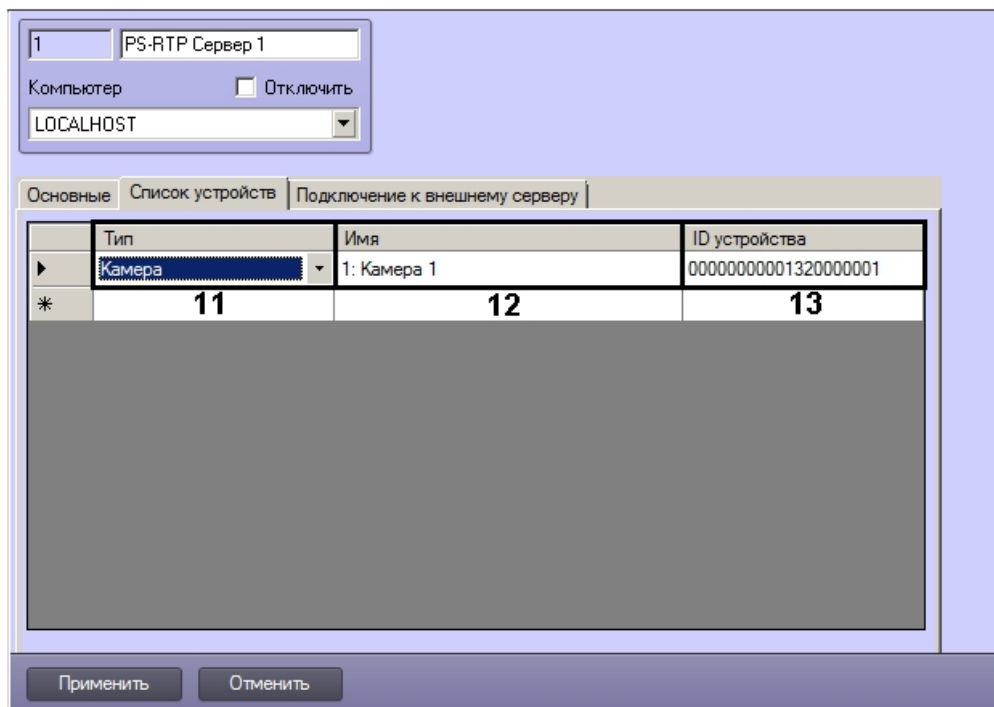 1 PS-RTP Сервер 1
Компьютер Отключить
LOCALHOST
Основные Список устройств Подключение к внешнему серверу
Тип Имя ID устройства
Камера 1: Камера 1 00000000001320000001
11 12 13
Применить Отменить